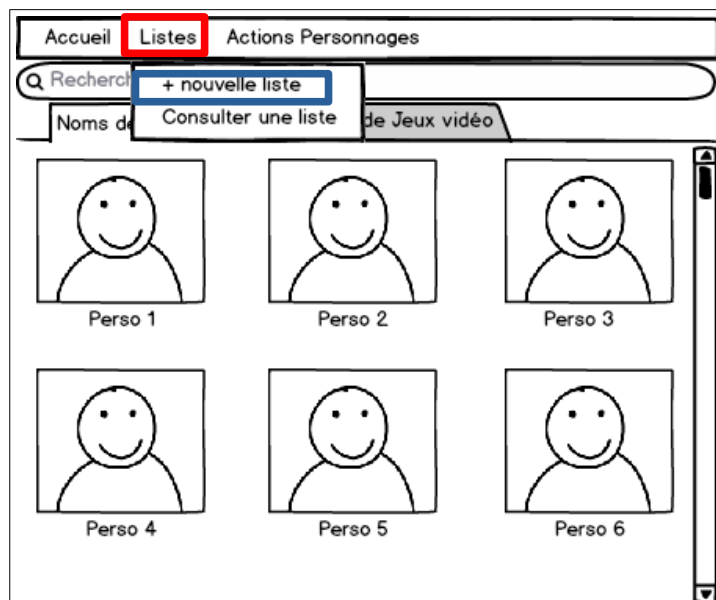 Accueil Listes Actions Personnages
Recherch
+ nouvelle liste
Consulter une liste
Noms de de Jeux vidéo
Perso 1 Perso 2 Perso 3
Perso 4 Perso 5 Perso 6